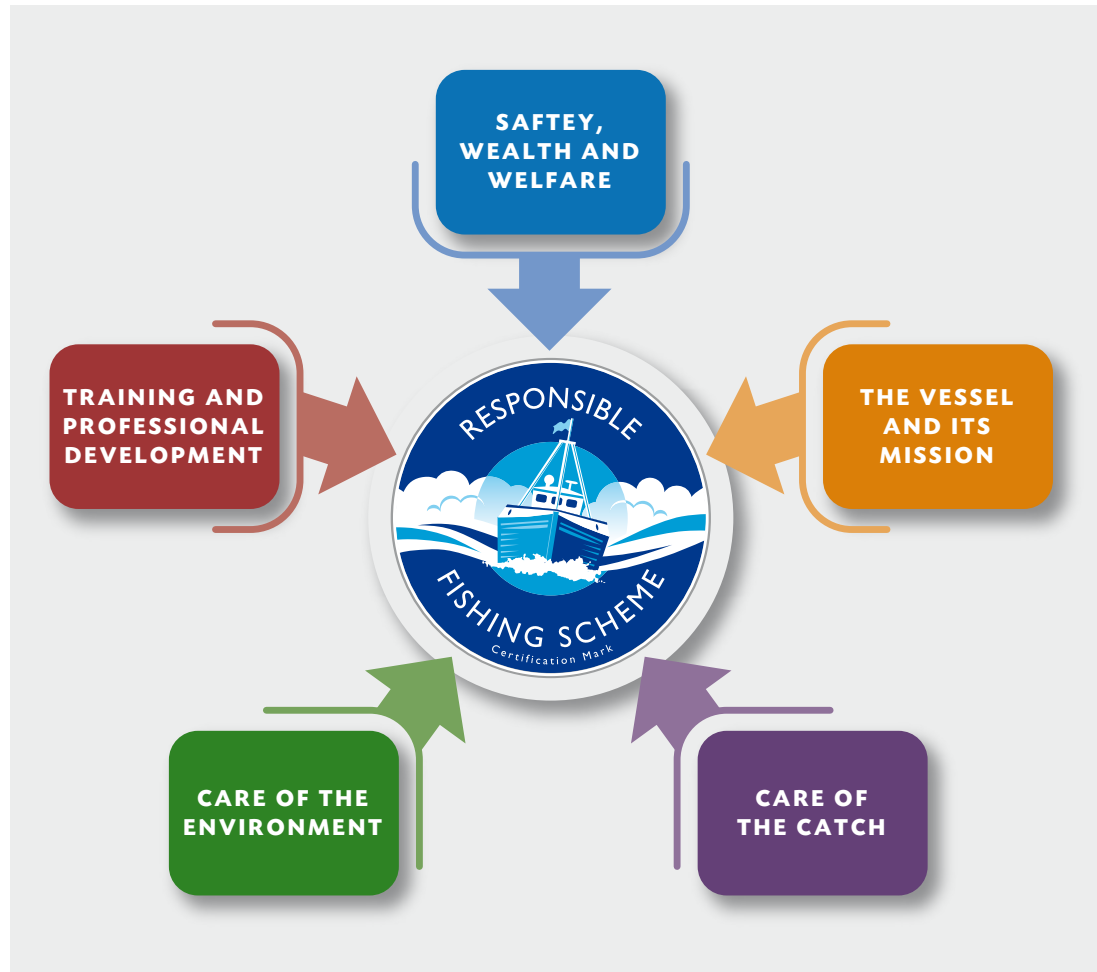 SAFTEY,
WEALTH AND
WELFARE
TRAINING AND
PROFESSIONAL
DEVELOPMENT
THE VESSEL
AND ITS
MISSION
RESPONSIBLE
FISHING SCHEME
Certification Mark
CARE OF THE
ENVIRONMENT
CARE OF
THE CATCH